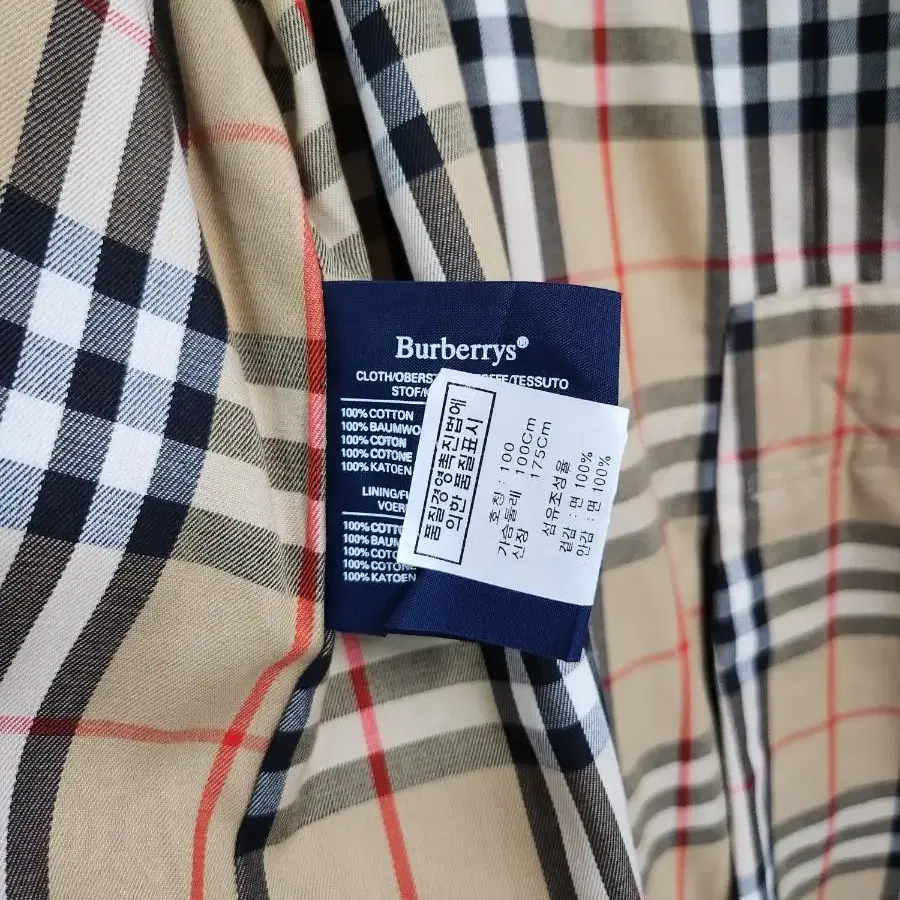 Burberrys®
CLOTH/OBERST /TESSUTO
STOF/
100% COTTON
100% BAUMWO
100% COTON
100% COTONE
100% KATOEN
LINING/FU
VOER
100% COTTO
100% BAUM
100% COTO
100% COTONE
100% KATOEN
품질경영촉진법에
의한 품질표시
호칭 : 100
가슴둘레 100Cm
신장 175Cm
섬유조성율
겉감 : 면 100%
안감 : 면 100%